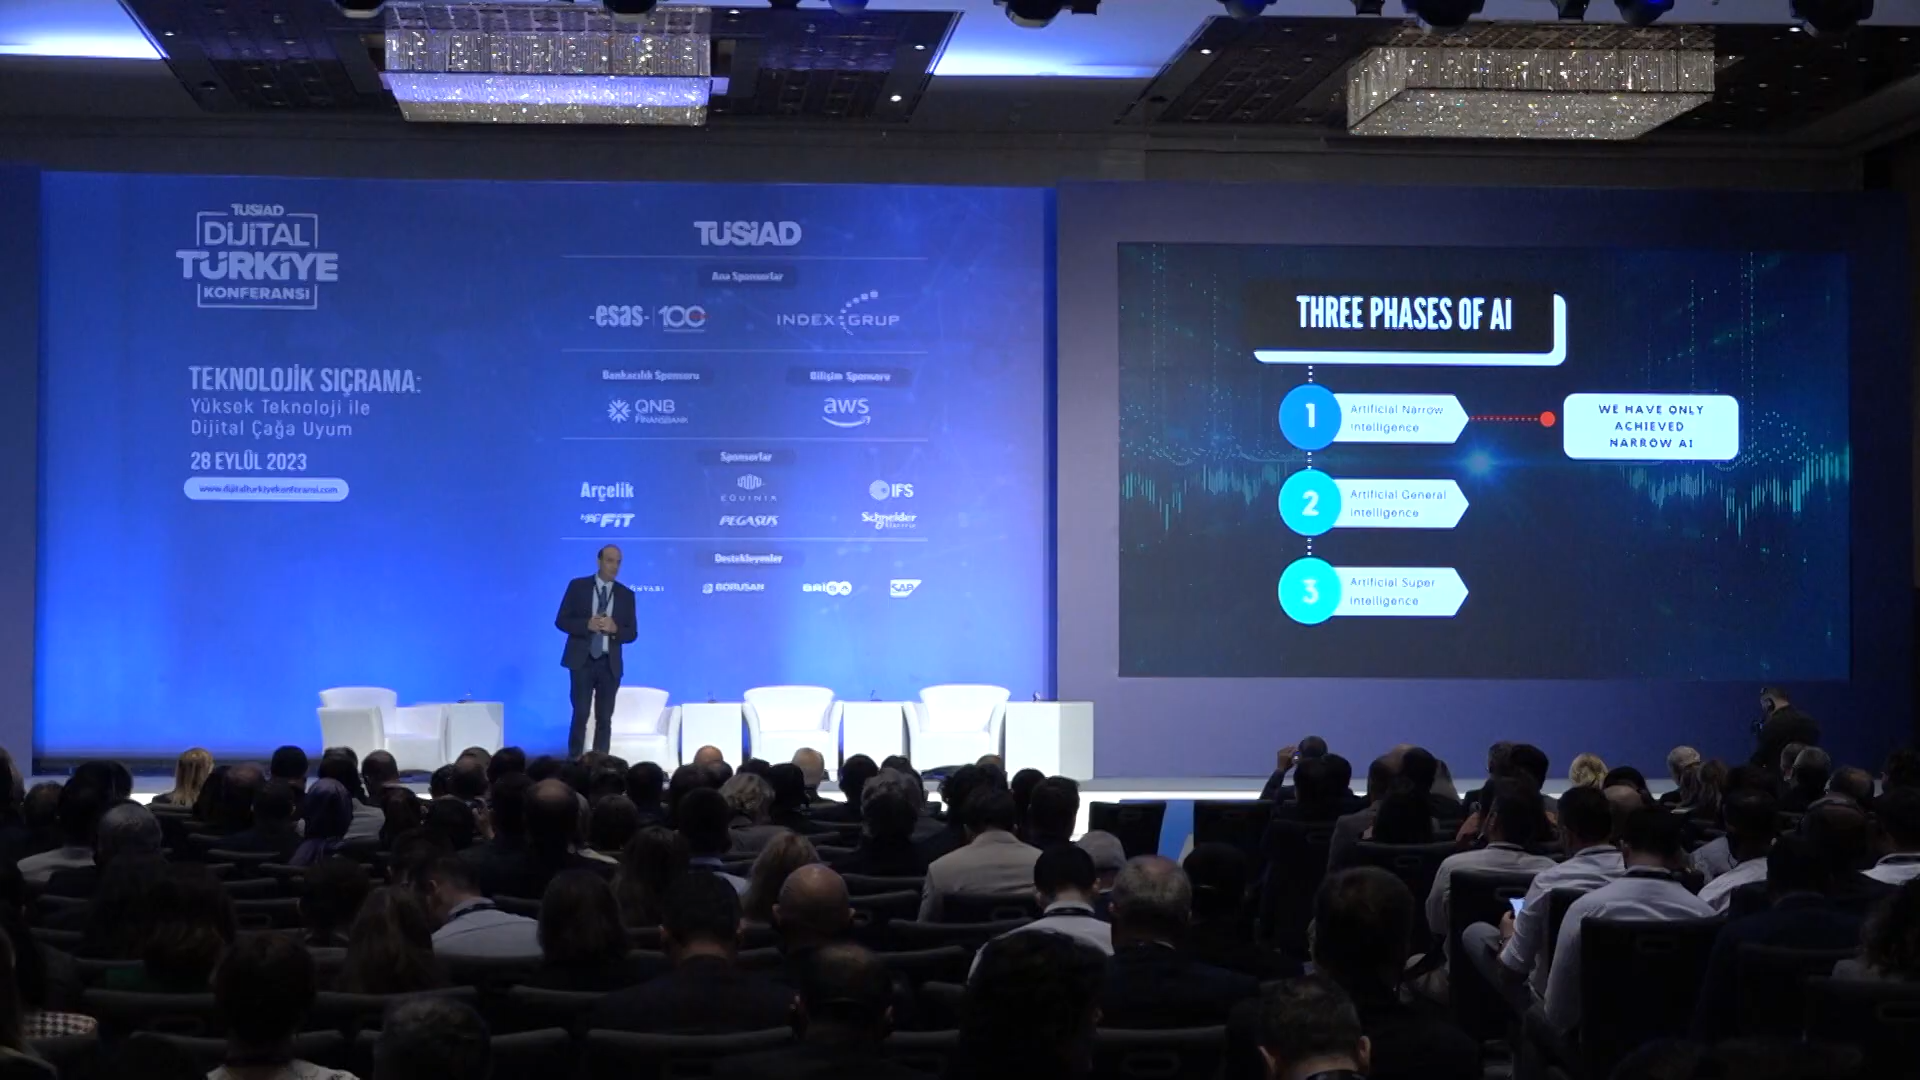 TÜSİAD
DİJİTAL
TÜRKİYE
KONFERANSI
TEKNOLOJİK SIÇRAMA:
Yüksek Teknoloji ile
Dijital Çağa Uyum
28 EYLÜL 2023
www.dijitalturkiyekonferansi.com
TÜSİAD
Ana Sponsorlar
-esas- 100
INDEX GRUP
Bankacılık Sponsoru
Bilişim Sponsoru
QNB
FINANSBANK
aws
Sponsorlar
Arçelik
EQUINIX
IFS
FIT
PEGASUS
Schneider
Electric
Destekleyenler
BORUSAN
BRISA
SAP
THREE PHASES OF AI
1
Artificial Narrow
Intelligence
WE HAVE ONLY
ACHIEVED
NARROW AI
2
Artificial General
Intelligence
3
Artificial Super
Intelligence